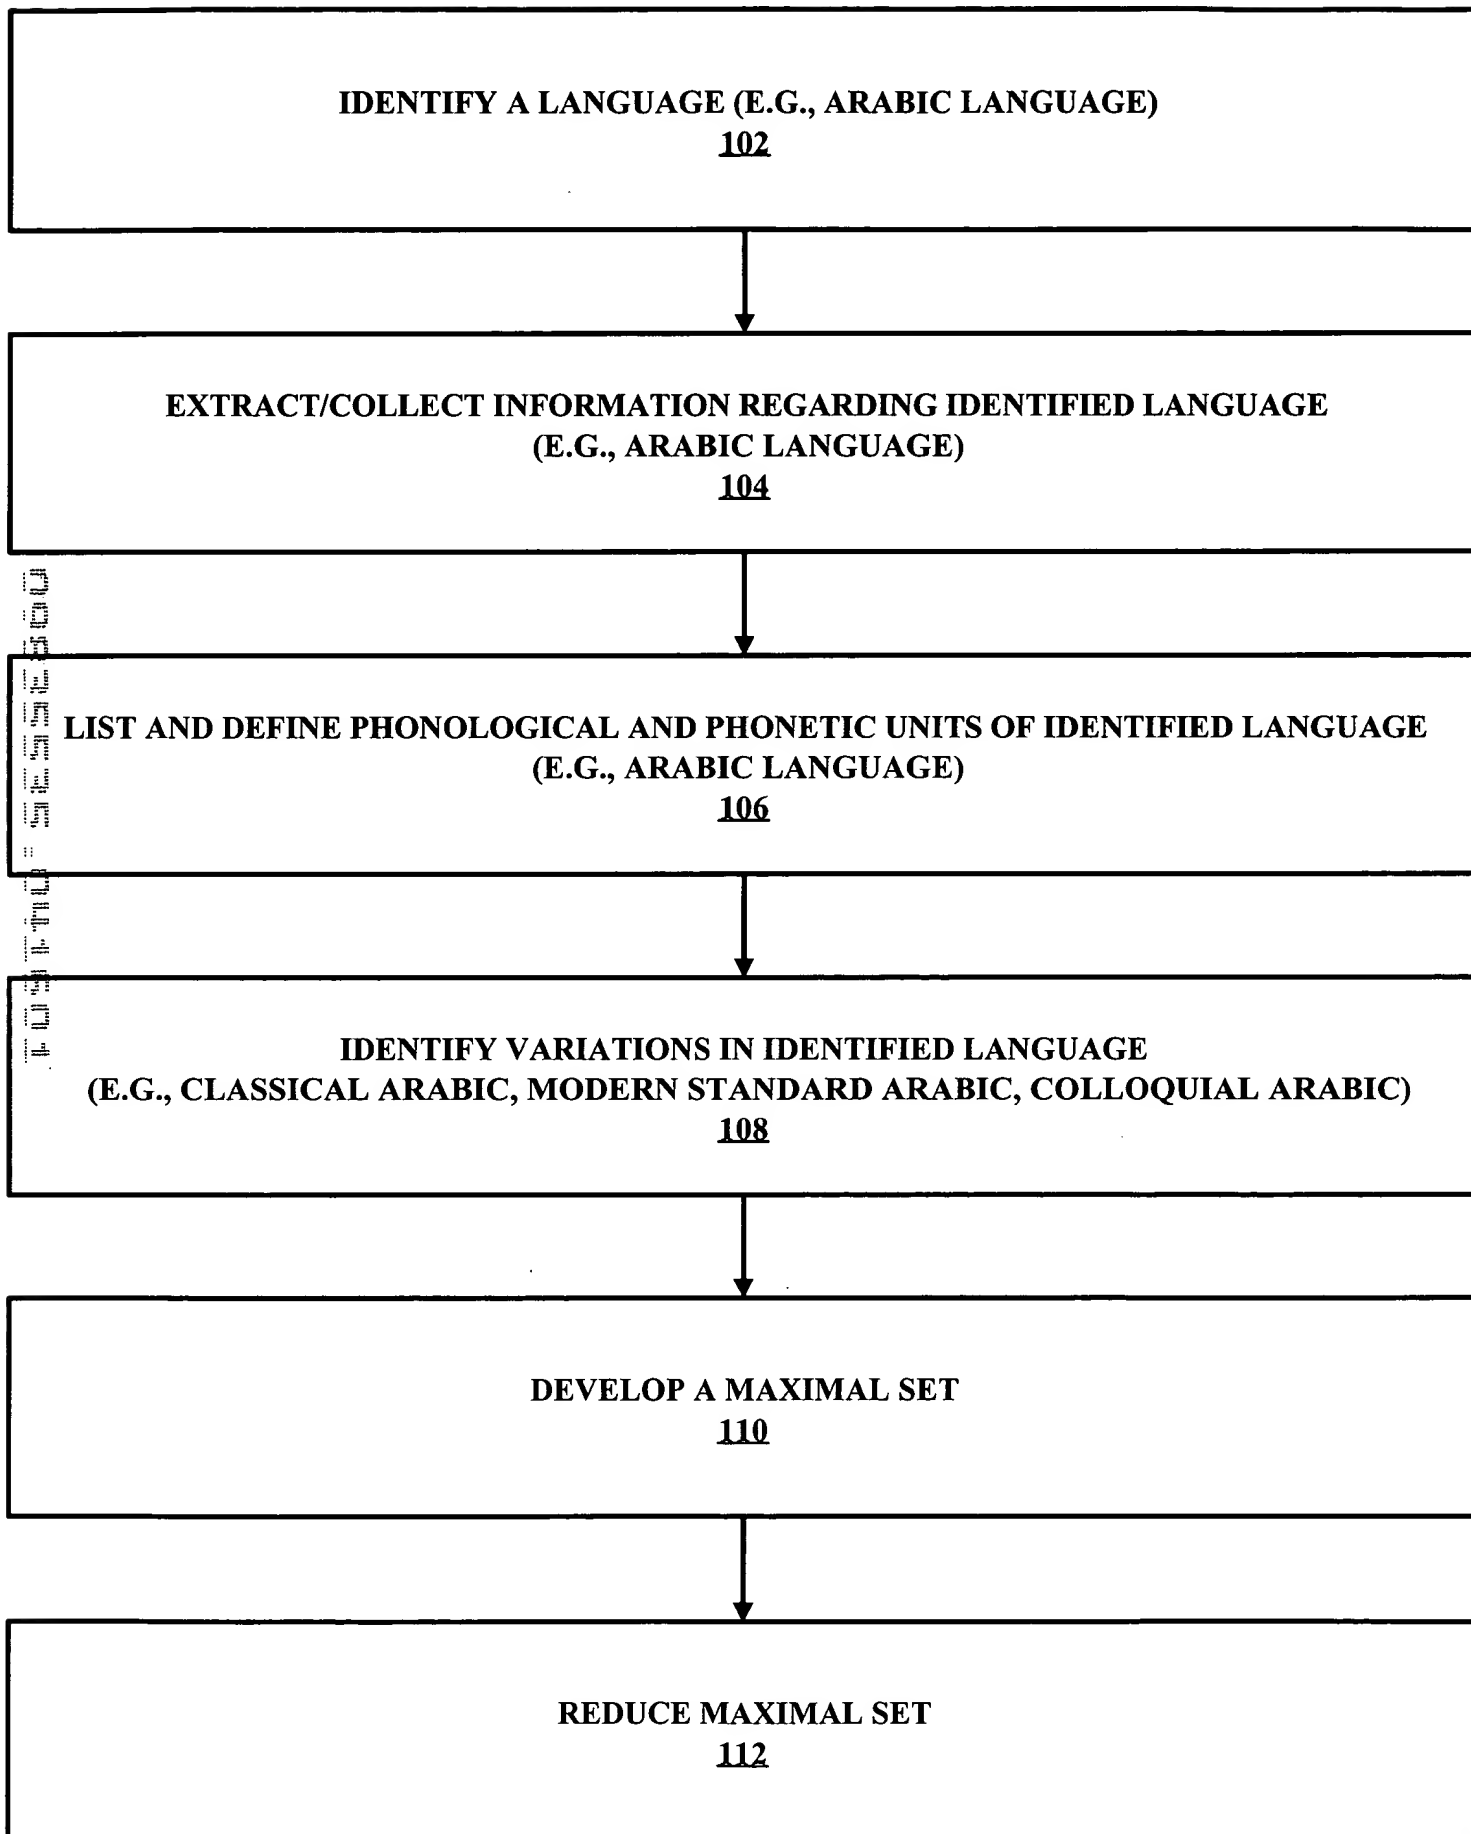 IDENTIFY A LANGUAGE (E.G., ARABIC LANGUAGE)
102
EXTRACT/COLLECT INFORMATION REGARDING IDENTIFIED LANGUAGE
(E.G., ARABIC LANGUAGE)
104
LIST AND DEFINE PHONOLOGICAL AND PHONETIC UNITS OF IDENTIFIED LANGUAGE
(E.G., ARABIC LANGUAGE)
106
IDENTIFY VARIATIONS IN IDENTIFIED LANGUAGE
(E.G., CLASSICAL ARABIC, MODERN STANDARD ARABIC, COLLOQUIAL ARABIC)
108
DEVELOP A MAXIMAL SET
110
REDUCE MAXIMAL SET
112